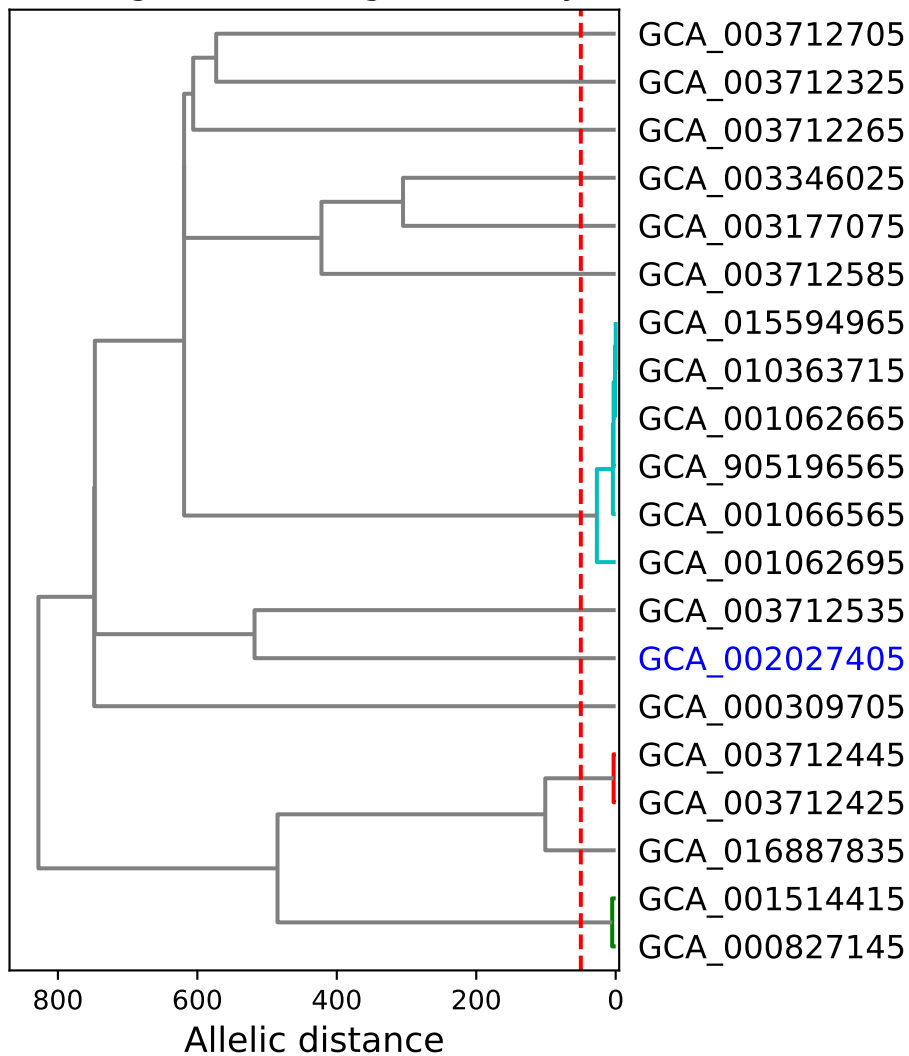 GCA_003712705
GCA_003712325
GCA_003712265
GCA_003346025
GCA_003177075
GCA_003712585
GCA_015594965
GCA_010363715
GCA_001062665
GCA_905196565
GCA_001066565
GCA_001062695
GCA_003712535
GCA_002027405
GCA_000309705
GCA_003712445
GCA_003712425
GCA_016887835
GCA_001514415
GCA_000827145
800 600 400 200 0
Allelic distance